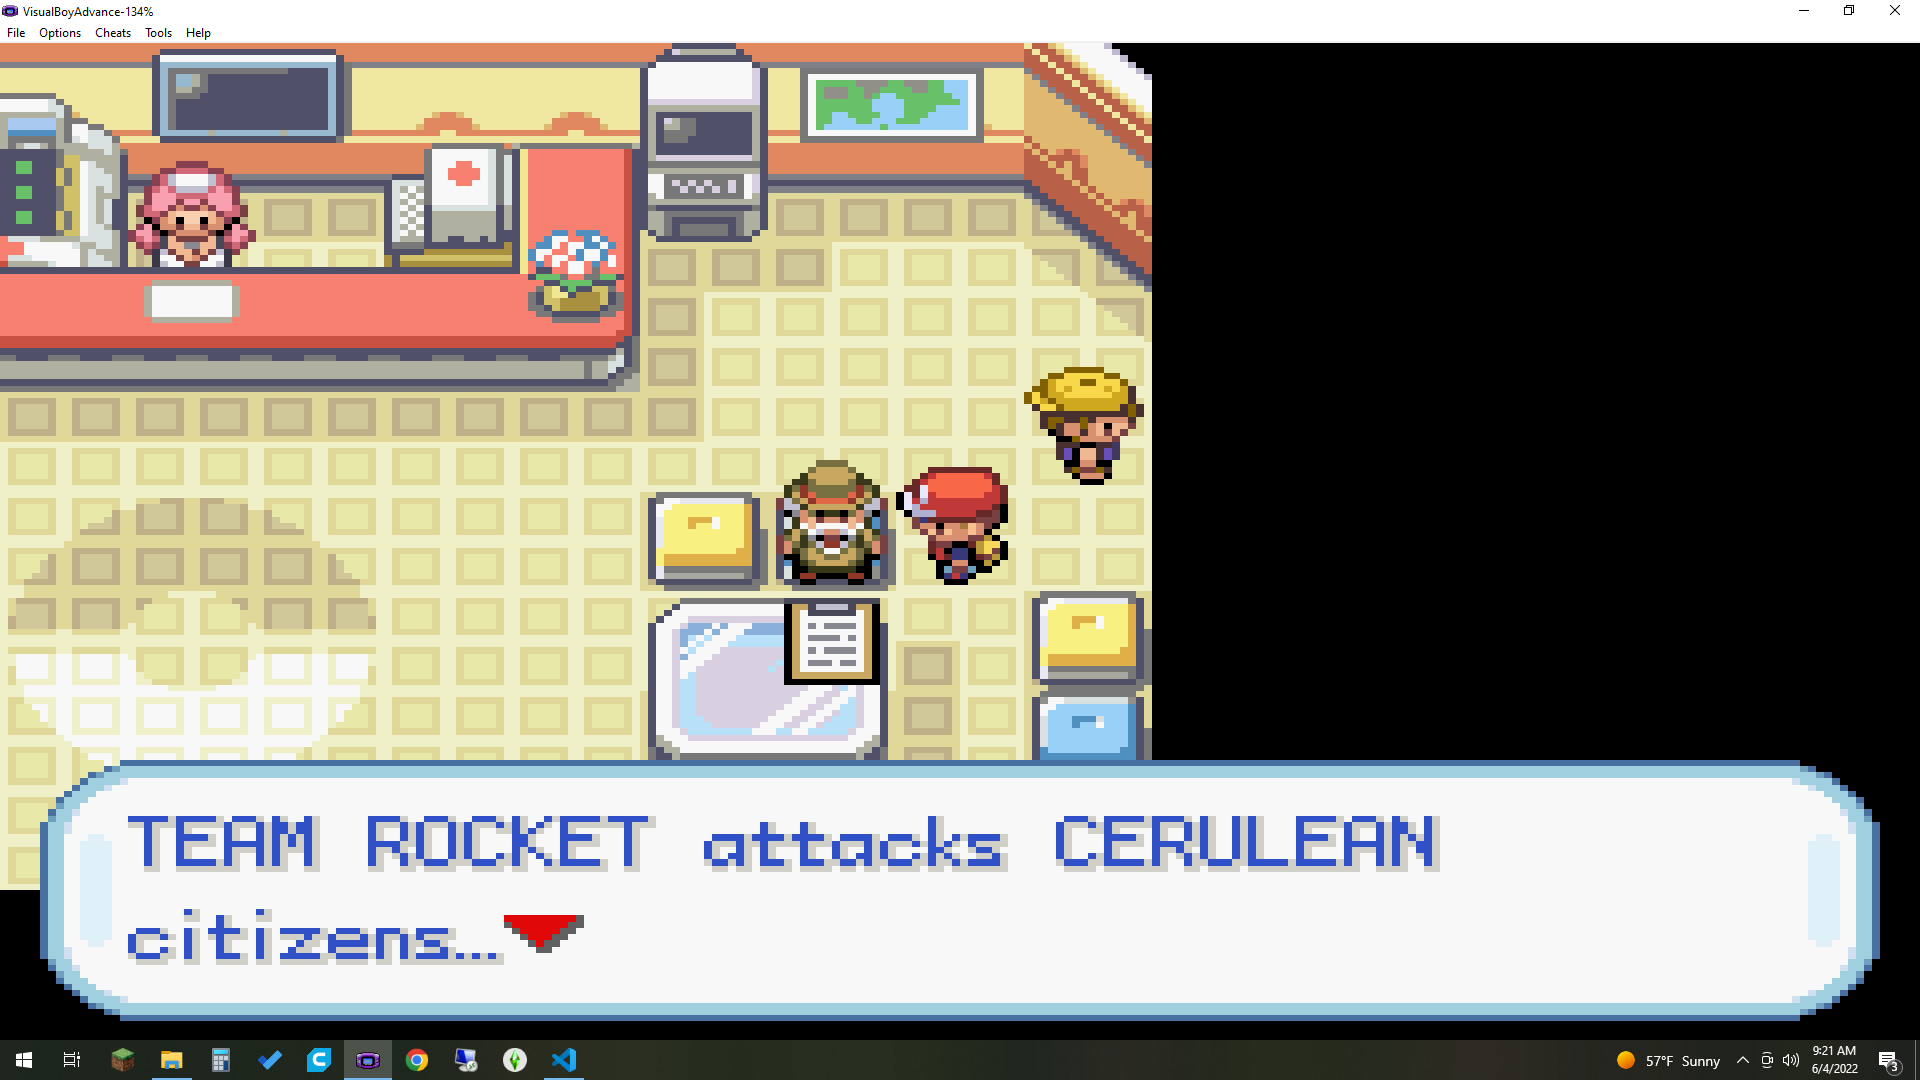 VisualBoyAdvance-134%
File Options Cheats Tools Help
TEAM ROCKET attacks CERULEAN
citizens...
57°F Sunny
9:21 AM
6/4/2022
3